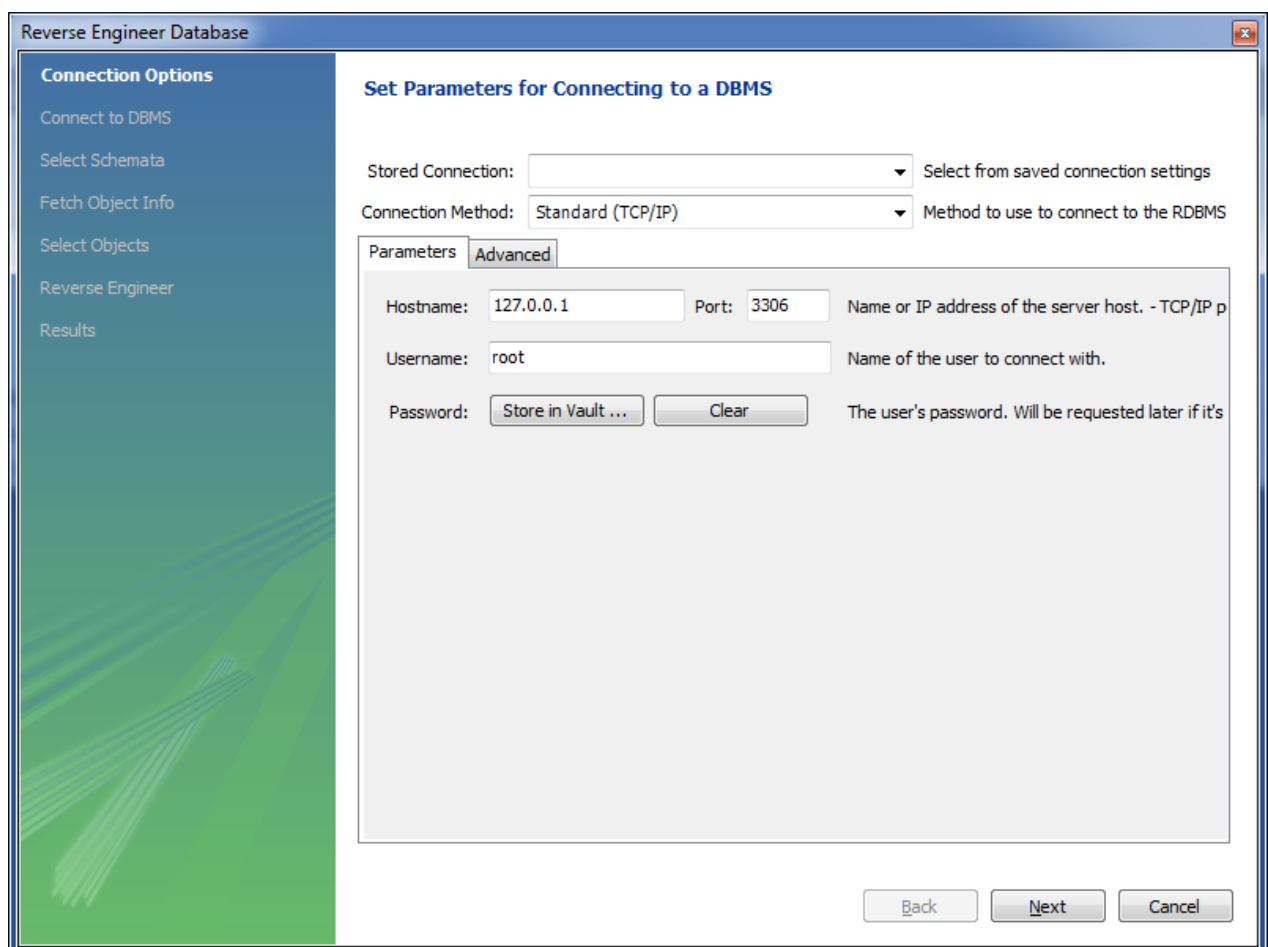 Reverse Engineer Database
Connection Options
Connect to DBMS
Select Schemata
Fetch Object Info
Select Objects
Reverse Engineer
Results
Set Parameters for Connecting to a DBMS
Stored Connection: Select from saved connection settings
Connection Method: Standard (TCP/IP) Method to use to connect to the RDBMS
Parameters Advanced
Hostname: 127.0.0.1 Port: 3306 Name or IP address of the server host. - TCP/IP p
Username: root Name of the user to connect with.
Password: Store in Vault ... Clear The user's password. Will be requested later if it's
Back Next Cancel